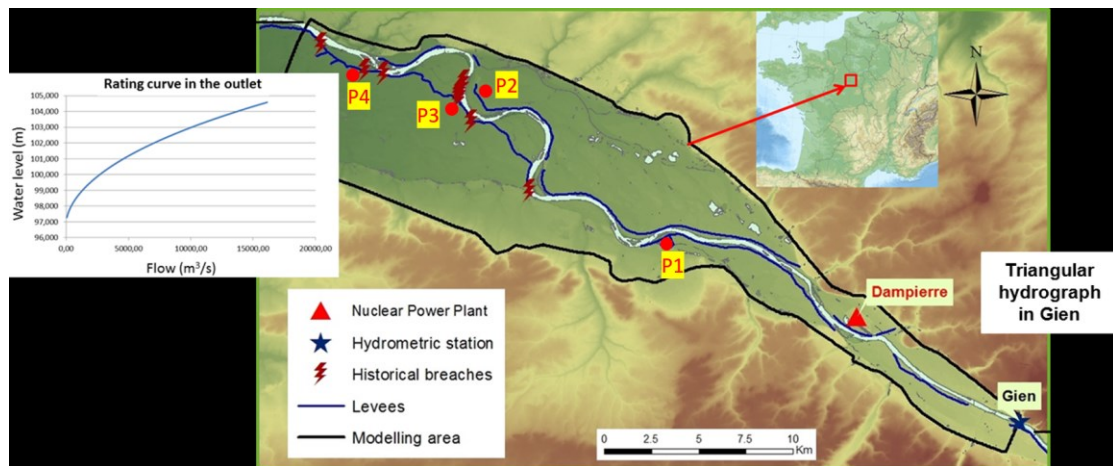 Rating curve in the outlet
Water level (m)
105,000
104,000
103,000
102,000
101,000
100,000
99,000
98,000
97,000
96,000
0,00
5000,00
10000,00
15000,00
20000,00
Flow (m³/s)
P4
P3
P2
P1
N
Dampierre
Gien
Triangular
hydrograph
in Gien
Nuclear Power Plant
Hydrometric station
Historical breaches
Levees
Modelling area
0 2.5 5 7.5 10
Km